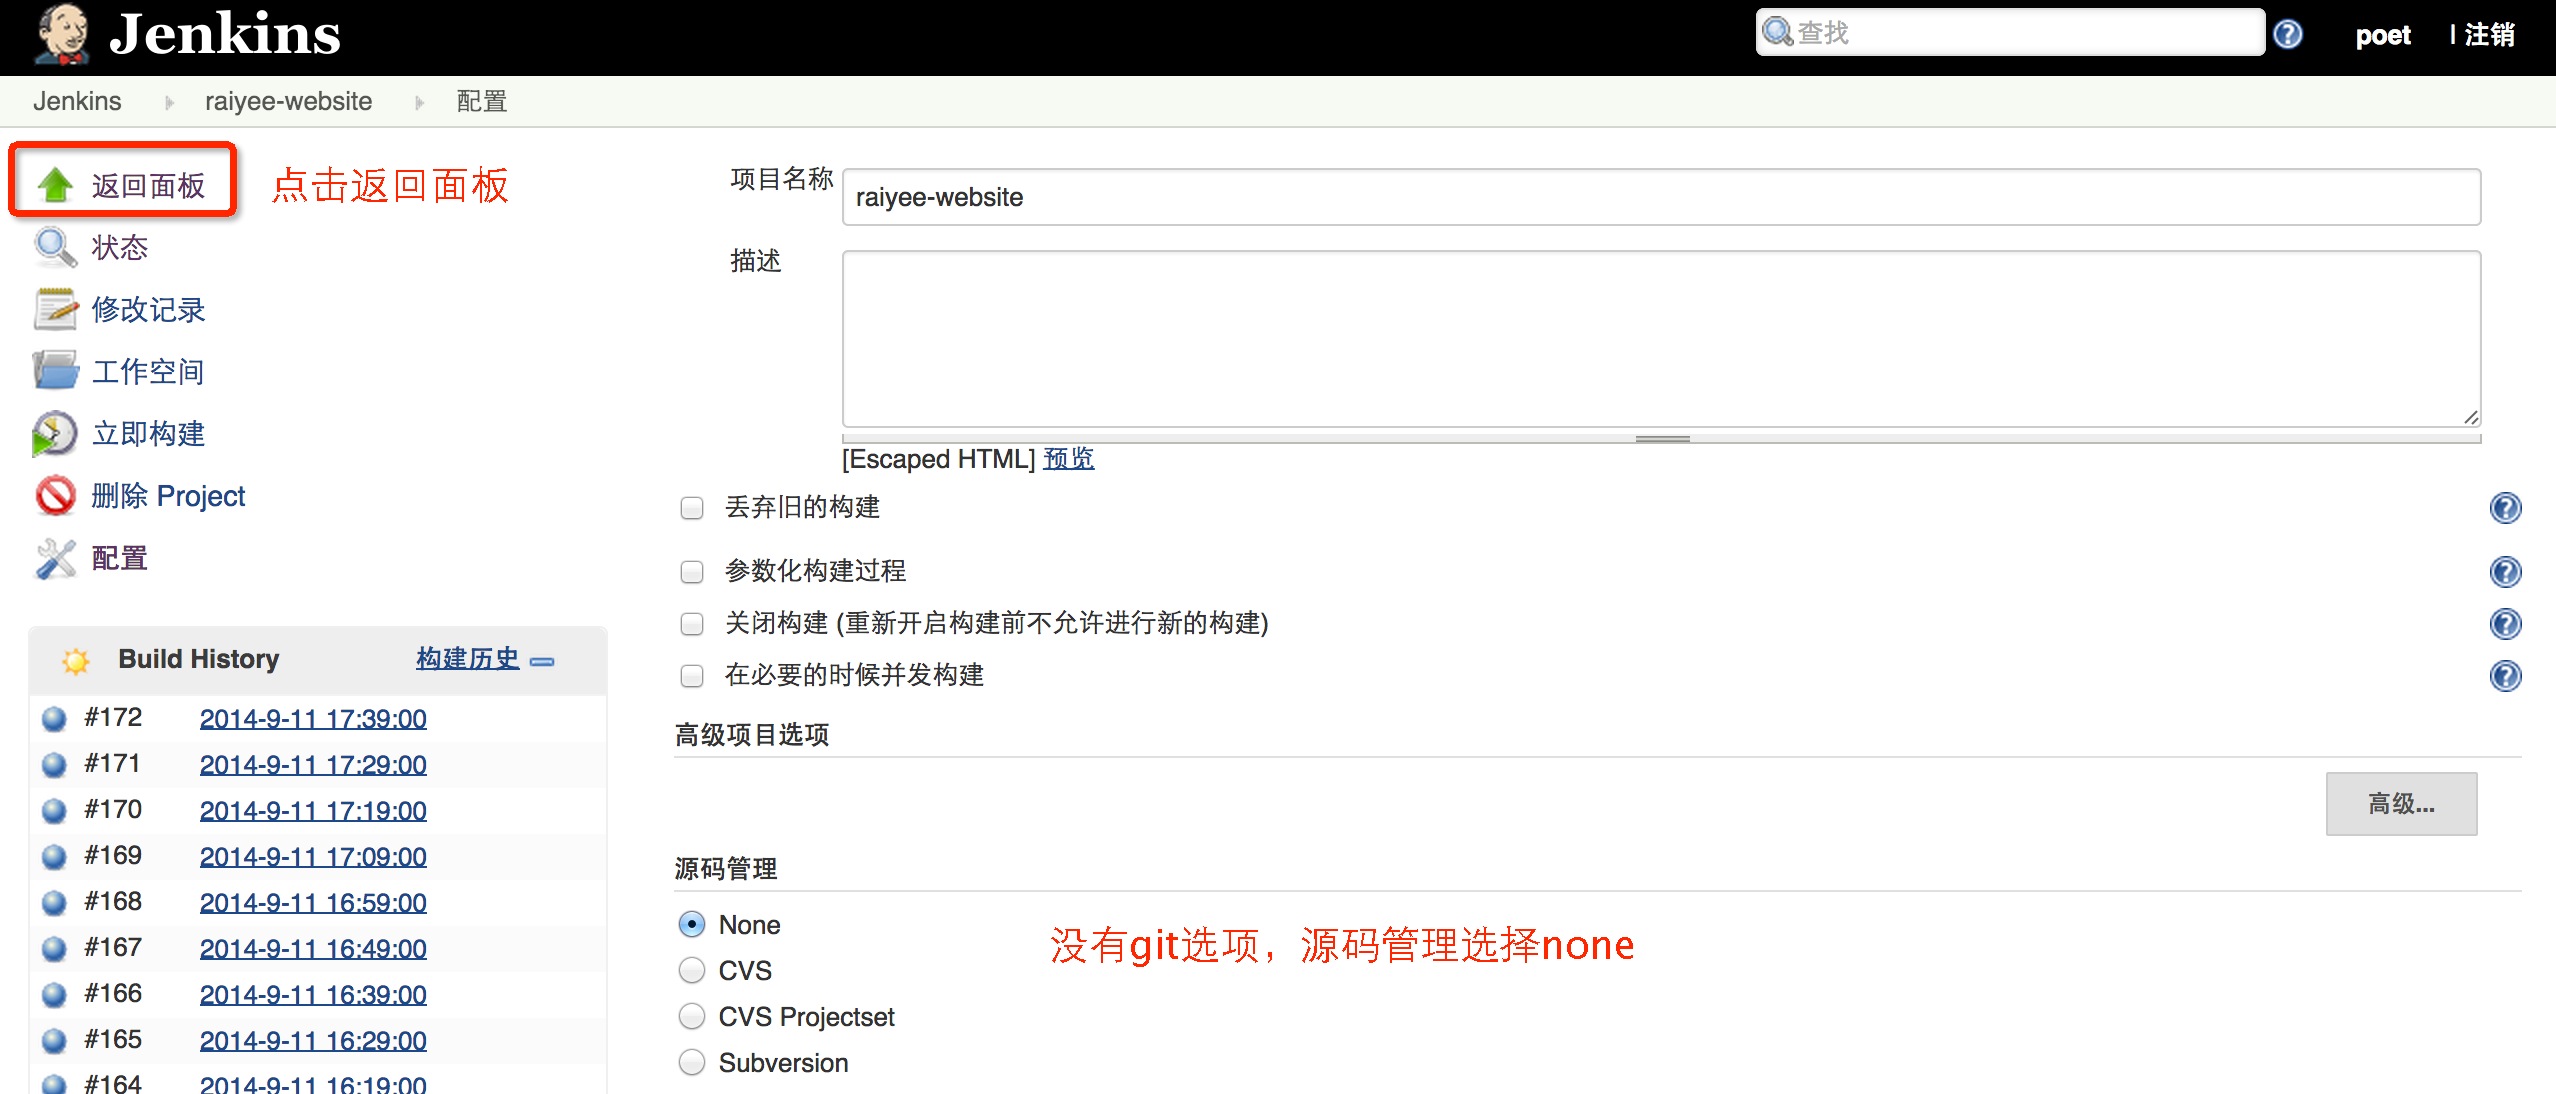 Jenkins
查找
poet
| 注销
Jenkins
raiyee-website
配置
返回面板
点击返回面板
状态
修改记录
工作空间
立即构建
删除 Project
配置
Build History
构建历史
#172 2014-9-11 17:39:00
#171 2014-9-11 17:29:00
#170 2014-9-11 17:19:00
#169 2014-9-11 17:09:00
#168 2014-9-11 16:59:00
#167 2014-9-11 16:49:00
#166 2014-9-11 16:39:00
#165 2014-9-11 16:29:00
#164 2014-9-11 16:19:00
项目名称
raiyee-website
描述
[Escaped HTML] 预览
丢弃旧的构建
参数化构建过程
关闭构建 (重新开启构建前不允许进行新的构建)
在必要的时候并发构建
高级项目选项
高级...
源码管理
None
没有git选项，源码管理选择none
CVS
CVS Projectset
Subversion